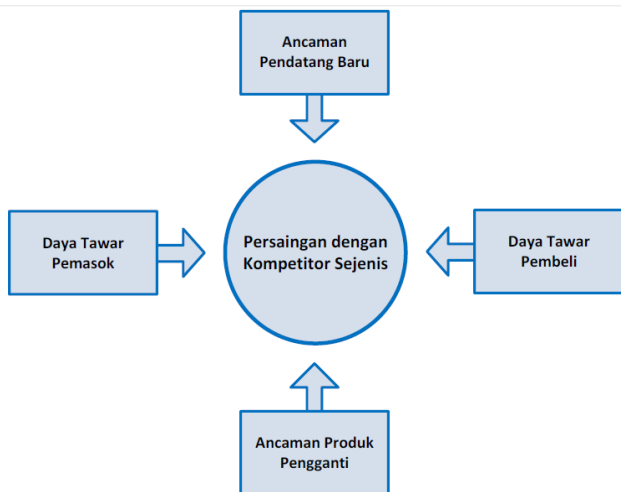 Ancaman
Pendatang Baru
Daya Tawar
Pemasok
Persaingan dengan
Kompetitor Sejenis
Daya Tawar
Pembeli
Ancaman Produk
Pengganti